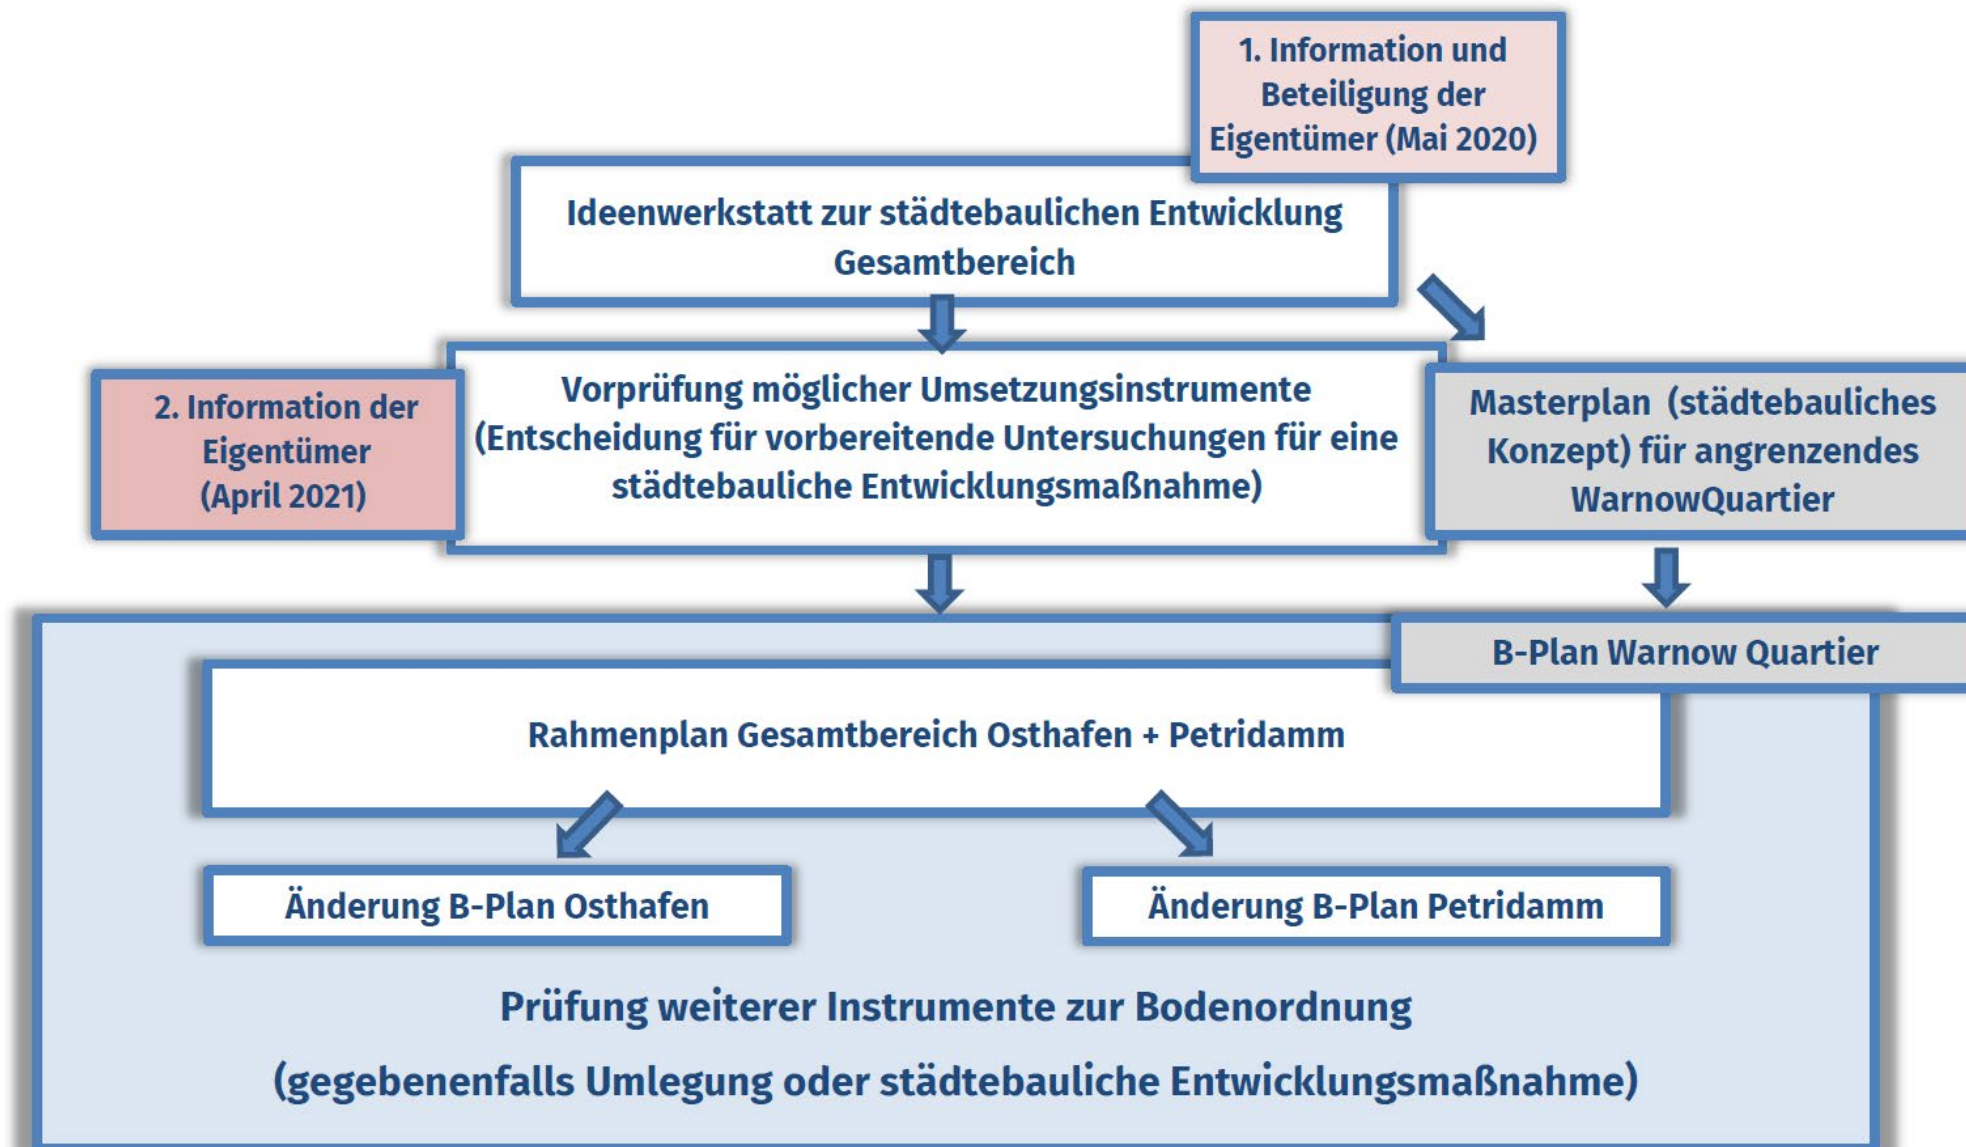 1. Information und
Beteiligung der
Eigentümer (Mai 2020)
Ideenwerkstatt zur städtebaulichen Entwicklung
Gesamtbereich
2. Information der
Eigentümer
(April 2021)
Vorprüfung möglicher Umsetzungsinstrumente
(Entscheidung für vorbereitende Untersuchungen für eine
städtebauliche Entwicklungsmaßnahme)
Masterplan (städtebauliches
Konzept) für angrenzendes
WarnowQuartier
B-Plan Warnow Quartier
Rahmenplan Gesamtbereich Osthafen + Petridamm
Änderung B-Plan Osthafen
Änderung B-Plan Petridamm
Prüfung weiterer Instrumente zur Bodenordnung
(gegebenenfalls Umlegung oder städtebauliche Entwicklungsmaßnahme)